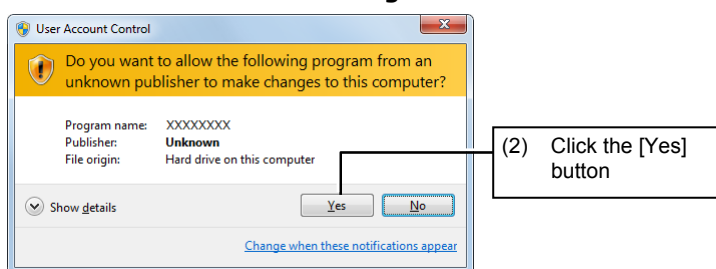 User Account Control
Do you want to allow the following program from an
unknown publisher to make changes to this computer?
Program name: XXXXXXXX
Publisher: Unknown
File origin: Hard drive on this computer
(2) Click the [Yes]
button
Show details
Yes
No
Change when these notifications appear